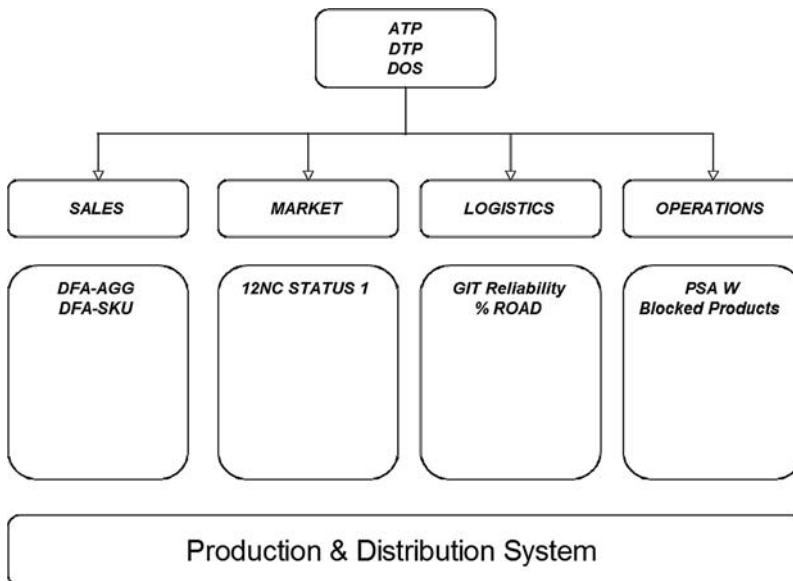 ATP
DTP
DOS
SALES
MARKET
LOGISTICS
OPERATIONS
DFA-AGG
DFA-SKU
12NC STATUS 1
GIT Reliability
% ROAD
PSA W
Blocked Products
Production & Distribution System